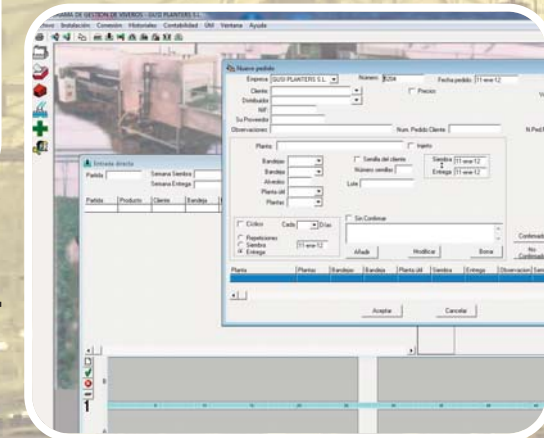 PROGRAMA DE GESTION DE VIVEROS - GUSI PLANTERS S.L.
Instalación Conexión Historiales Contabilidad Util Ventana Ayuda
Nuevo pedido
Empresa GUSI PLANTERS S.L. Número Fecha pedido 11-ene-12
Cliente Precios
Distribuidor
NIF
Su Proveedor
Observaciones Num. Pedido Cliente N.Ped.
Planta Injerto
Bandejas Semilla del cliente Siembra 11-ene-12
Bandeja Número semillas Entrega 11-ene-12
Alveolos Lote
Planta útil
Plantas
Cíclico Cada Días Sin Confirmar
Repeticiones
Siembra 11-ene-12
Entrega
Añadir Modificar Borrar
Confirmado
No Confirmado
Planta Plantas Bandejas Bandeja Planta útil Siembra Entrega Observacion
Aceptar Cancelar
Entrada directa
Partida Semana Siembra
Semana Entrega
Partida Producto Cliente Bandeja
1